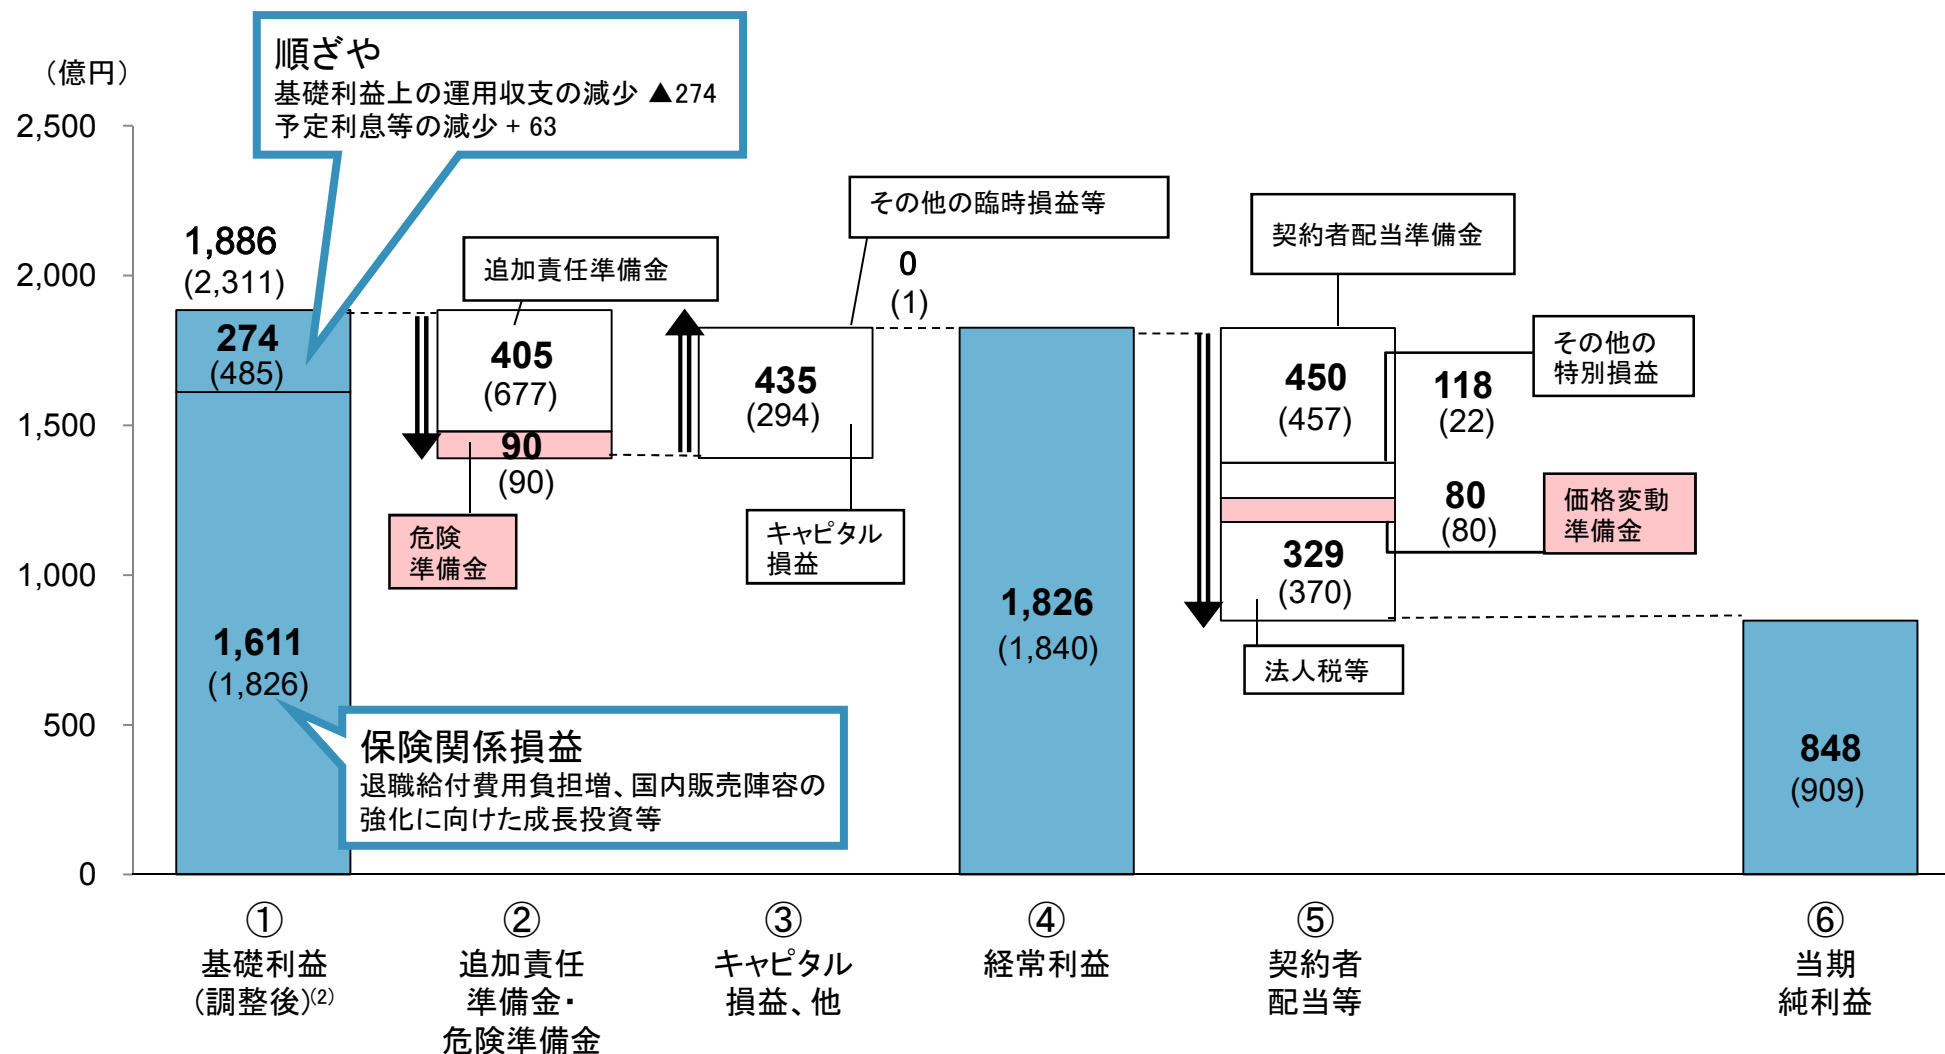 （億円）
順ざや
基礎利益上の運用収支の減少 ▲274
予定利息等の減少 + 63
2,500
2,000
1,500
1,000
500
0
1,886
(2,311)
274
(485)
1,611
(1,826)
保険関係損益
退職給付費用負担増、国内販売陣容の
強化に向けた成長投資等
追加責任準備金
405
(677)
90
(90)
危険
準備金
その他の臨時損益等
0
(1)
435
(294)
キャピタル
損益
1,826
(1,840)
契約者配当準備金
450
(457)
その他の
特別損益
118
(22)
80
(80)
価格変動
準備金
329
(370)
法人税等
848
(909)
①
基礎利益
(調整後)(2)
②
追加責任
準備金・
危険準備金
③
キャピタル
損益、他
④
経常利益
⑤
契約者
配当等
⑥
当期
純利益